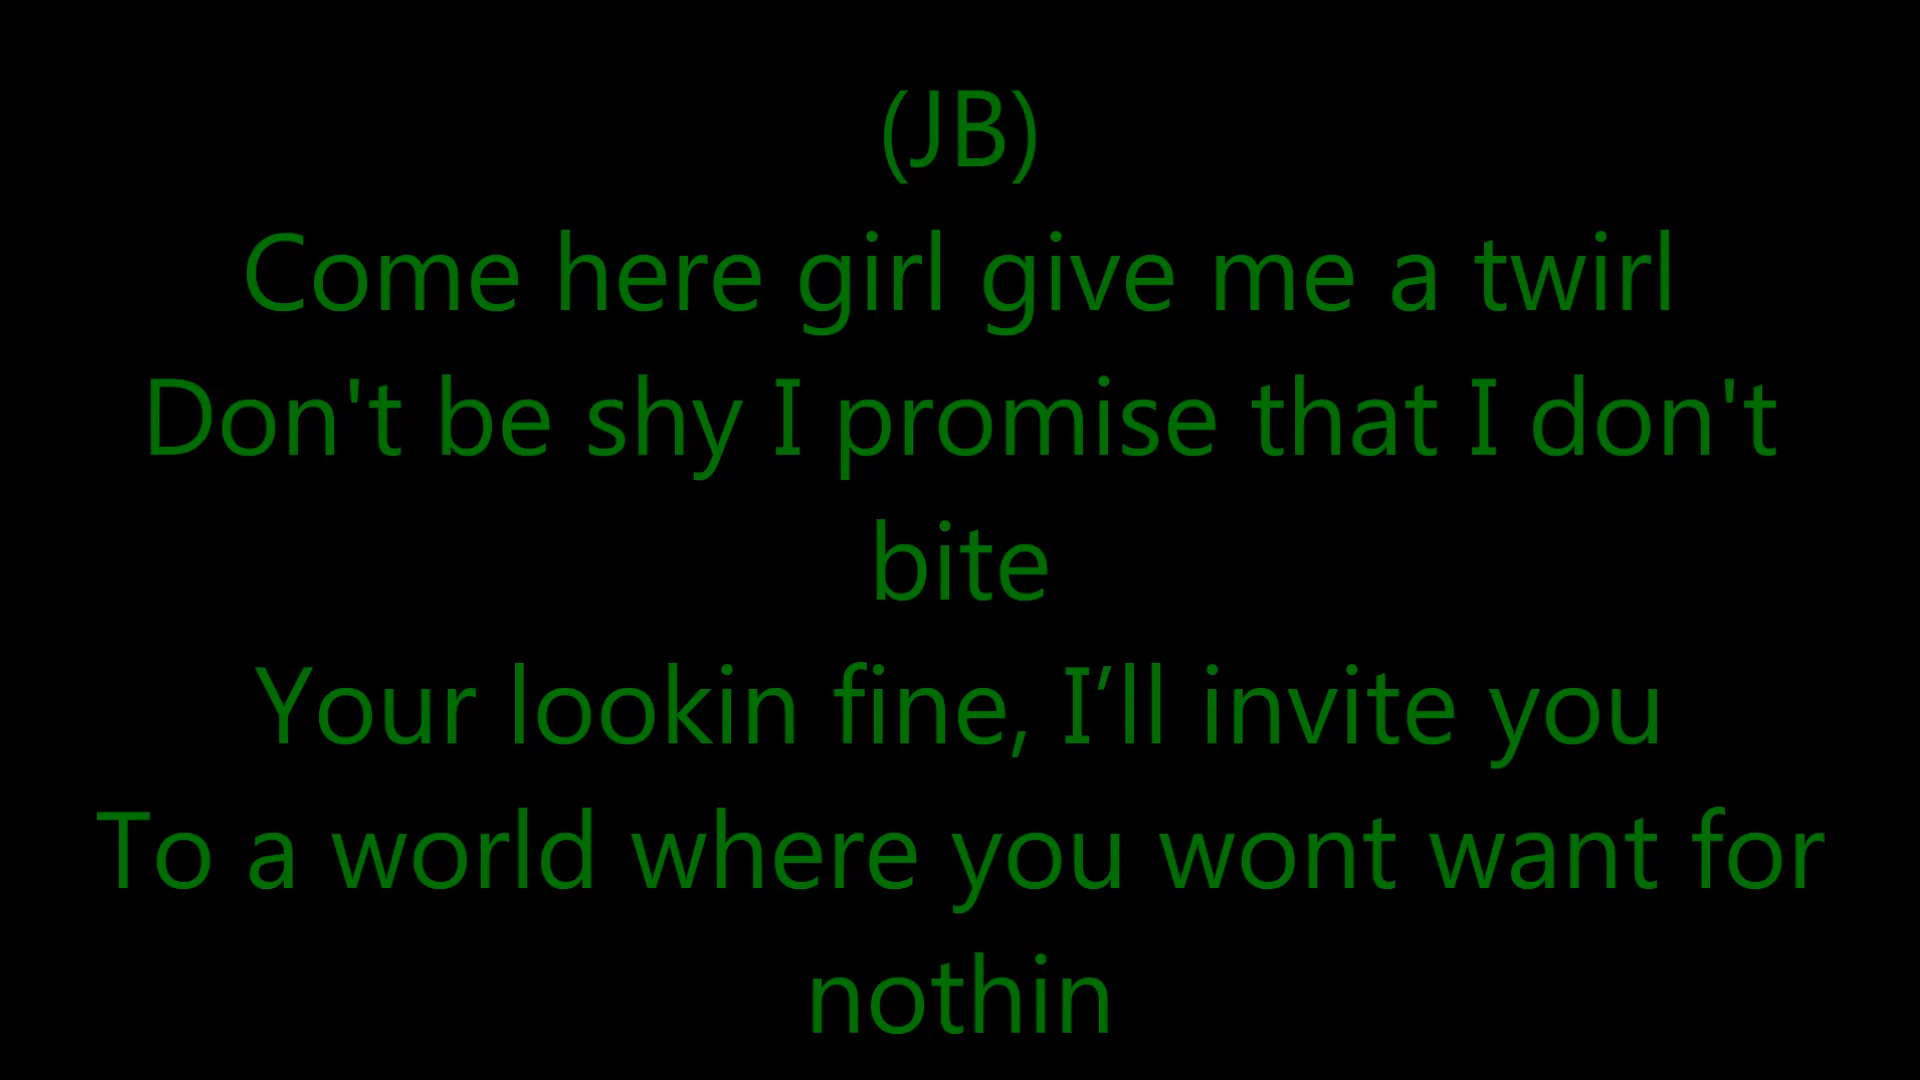 (JB)
Come here girl give me a twirl
Don't be shy I promise that I don't
bite
Your lookin fine, I’ll invite you
To a world where you wont want for
nothin